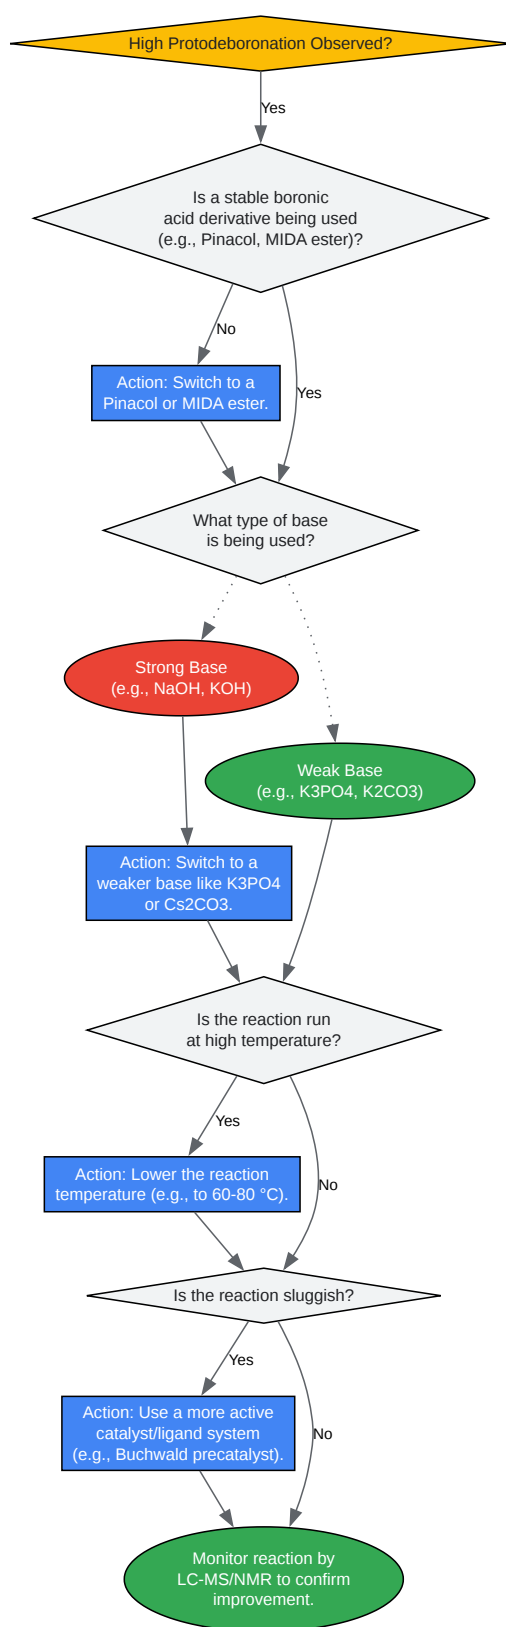 High Protodeboronation Observed?
Yes
Is a stable boronic
acid derivative being used
(e.g., Pinacol, MIDA ester)?
No
Action: Switch to a
Pinacol or MIDA ester.
Yes
What type of base
is being used?
Strong Base
(e.g., NaOH, KOH)
Weak Base
(e.g., K3PO4, K2CO3)
Action: Switch to a
weaker base like K3PO4
or Cs2CO3.
Is the reaction run
at high temperature?
Yes
Action: Lower the reaction
temperature (e.g., to 60-80 °C).
No
Is the reaction sluggish?
Yes
Action: Use a more active
catalyst/ligand system
(e.g., Buchwald precatalyst).
No
Monitor reaction by
LC-MS/NMR to confirm
improvement.